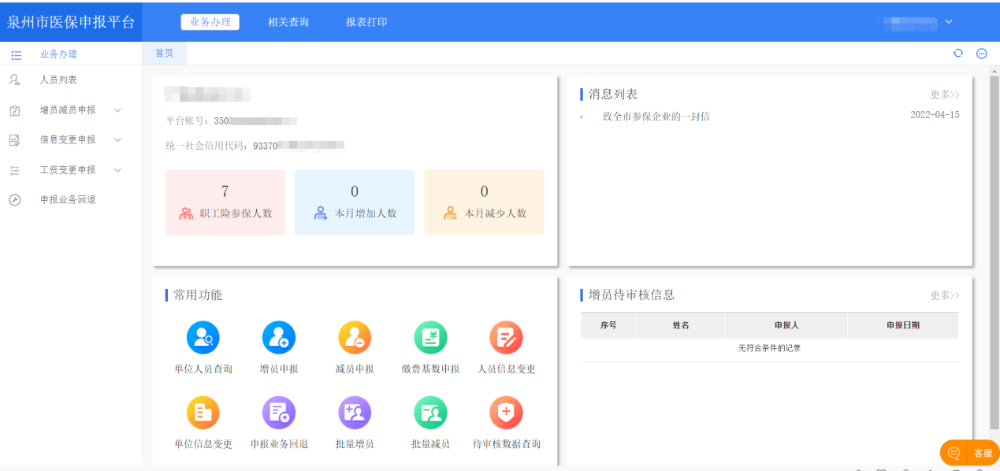 泉州市医保申报平台
业务办理 相关查询 报表打印
业务办理
人员列表
增员减员申报
信息变更申报
工资变更申报
申报业务回退
首页
平台账号：350
统一社会信用代码：93370
7
职工险参保人数
0
本月增加人数
0
本月减少人数
消息列表
更多>>
致全市参保企业的一封信 2022-04-15
常用功能
单位人员查询 增员申报 减员申报 缴费基数申报 人员信息变更
单位信息变更 申报业务回退 批量增员 批量减员 待审核数据查询
增员待审核信息
更多>>
序号 姓名 申报人 申报日期
无符合条件的记录
客服